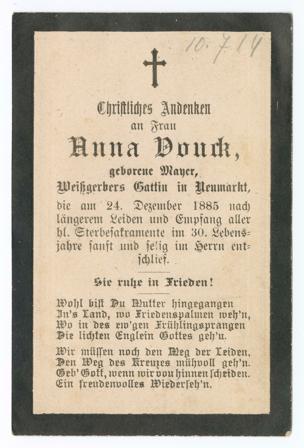 10.7.14
Christliches Andenken
an Frau
Anna Vouck,
geborene Mayer,
Weißgerbers Gattin in Neumarkt,
die am 24. Dezember 1885 nach
längerem Leiden und Empfang aller
hl. Sterbesakramente im 30. Lebens-
jahre sanft und selig im Herrn ent-
schlief.
Sie ruhe in Frieden!
Wohl bist Du Mutter hingegangen
In's Land, wo Friedenspalmen weh'n,
Wo in des ew'gen Frühlingsprangen
Die lichten Englein Gottes geh'n.
Wir müssen noch den Weg der Leiden,
Den Weg des Kreuzes mühvoll geh'n.
Geb' Gott, wenn wir von hinnen scheiden.
Ein freudenvolles Wiederseh'n.